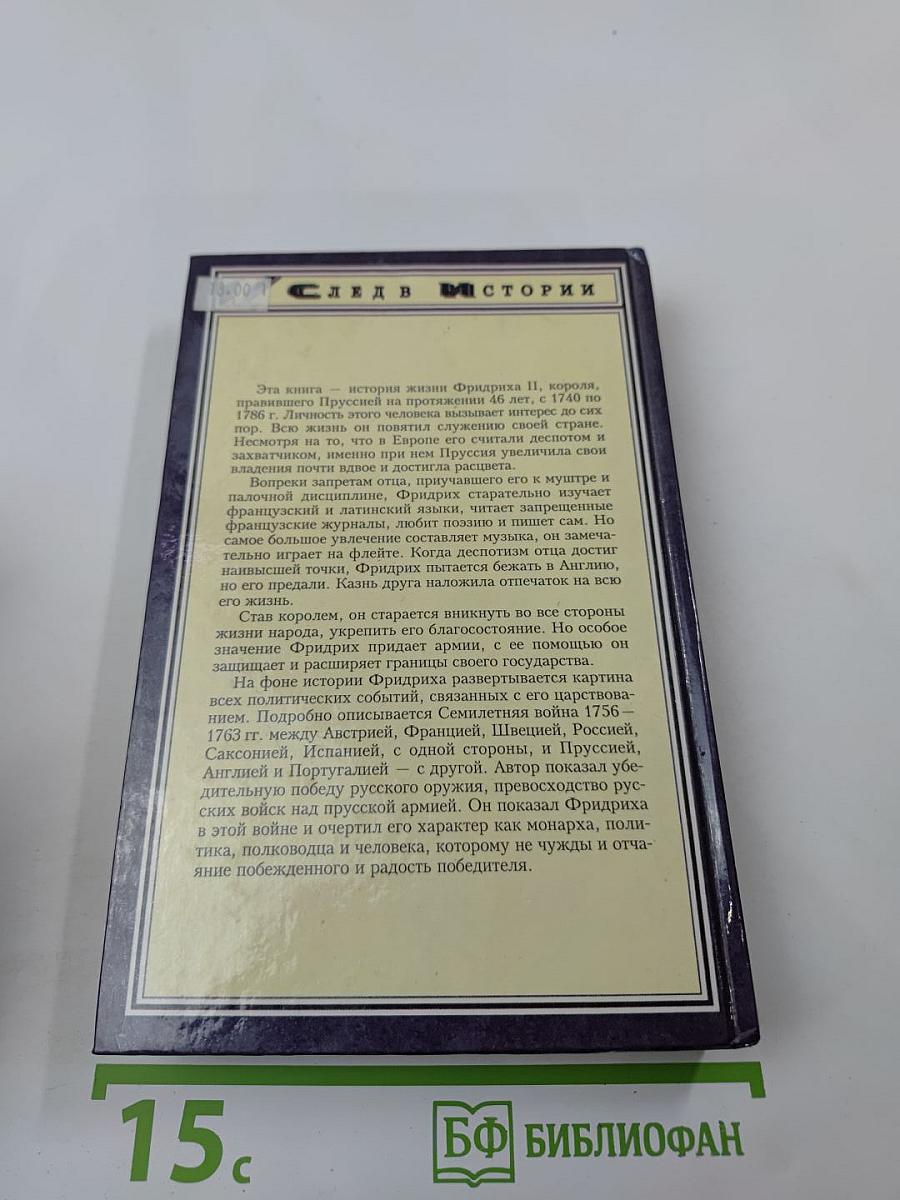 13.00
СЛЕД В ИСТОРИИ
Эта книга — история жизни Фридриха II, короля,
правившего Пруссией на протяжении 46 лет, с 1740 по
1786 г. Личность этого человека вызывает интерес до сих
пор. Всю жизнь он повятил служению своей стране.
Несмотря на то, что в Европе его считали деспотом и
захватчиком, именно при нем Пруссия увеличила свои
владения почти вдвое и достигла расцвета.
Вопреки запретам отца, приучавшего его к муштре и
палочной дисциплине, Фридрих старательно изучает
французский и латинский языки, читает запрещенные
французские журналы, любит поэзию и пишет сам. Но
самое большое увлечение составляет музыка, он замеча-
тельно играет на флейте. Когда деспотизм отца достиг
наивысшей точки, Фридрих пытается бежать в Англию,
но его предали. Казнь друга наложила отпечаток на всю
его жизнь.
Став королем, он старается вникнуть во все стороны
жизни народа, укрепить его благосостояние. Но особое
значение Фридрих придает армии, с ее помощью он
защищает и расширяет границы своего государства.
На фоне истории Фридриха развертывается картина
всех политических событий, связанных с его царствова-
нием. Подробно описывается Семилетняя война 1756—
1763 гг. между Австрией, Францией, Швецией, Россией,
Саксонией, Испанией, с одной стороны, и Пруссией,
Англией и Португалией — с другой. Автор показал убе-
дительную победу русского оружия, превосходство рус-
ских войск над прусской армией. Он показал Фридриха
в этой войне и очертил его характер как монарха, поли-
тика, полководца и человека, которому не чужды и отча-
яние побежденного и радость победителя.
15 с
БФ БИБЛИОФАН